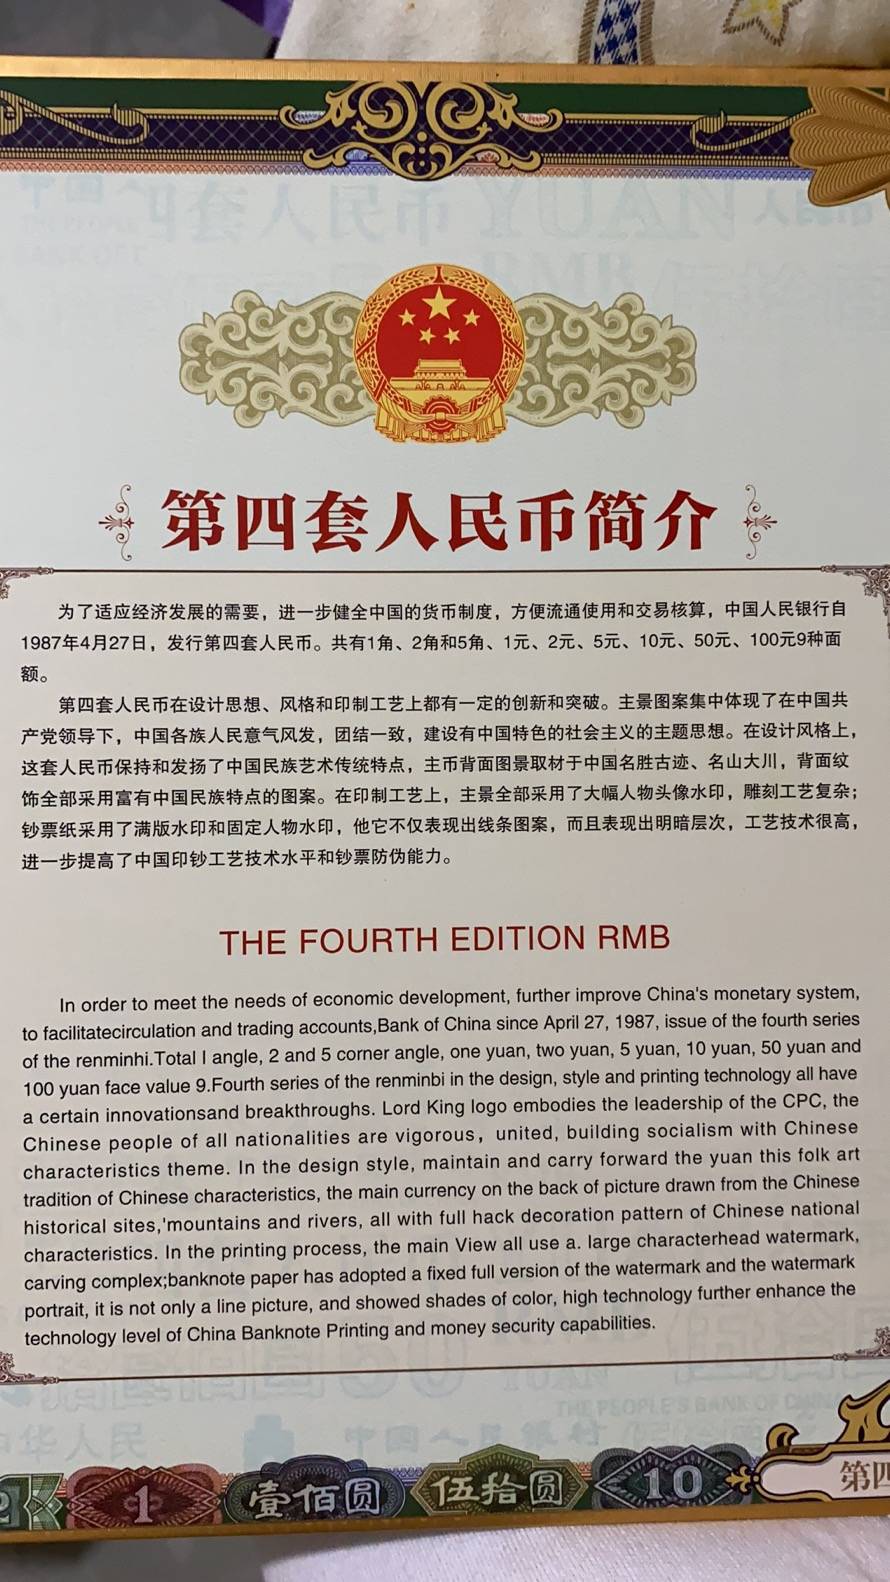 第四套人民币简介
为了适应经济发展的需要，进一步健全中国的货币制度，方便流通使用和交易核算，中国人民银行自
1987年4月27日，发行第四套人民币。共有1角、2角和5角、1元、2元、5元、10元、50元、100元9种面
额。
第四套人民币在设计思想、风格和印制工艺上都有一定的创新和突破。主景图案集中体现了在中国共
产党领导下，中国各族人民意气风发，团结一致，建设有中国特色的社会主义的主题思想。在设计风格上，
这套人民币保持和发扬了中国民族艺术传统特点，主币背面图景取材于中国名胜古迹、名山大川，背面纹
饰全部采用富有中国民族特点的图案。在印制工艺上，主景全部采用了大幅人物头像水印，雕刻工艺复杂；
钞票纸采用了满版水印和固定人物水印，他它不仅表现出线条图案，而且表现出明暗层次，工艺技术很高，
进一步提高了中国印钞工艺技术水平和钞票防伪能力。
THE FOURTH EDITION RMB
In order to meet the needs of economic development, further improve China's monetary system,
to facilitatecirculation and trading accounts,Bank of China since April 27, 1987, issue of the fourth series
of the renminhi.Total I angle, 2 and 5 corner angle, one yuan, two yuan, 5 yuan, 10 yuan, 50 yuan and
100 yuan face value 9.Fourth series of the renminbi in the design, style and printing technology all have
a certain innovationsand breakthroughs. Lord King logo embodies the leadership of the CPC, the
Chinese people of all nationalities are vigorous, united, building socialism with Chinese
characteristics theme. In the design style, maintain and carry forward the yuan this folk art
tradition of Chinese characteristics, the main currency on the back of picture drawn from the Chinese
historical sites,'mountains and rivers, all with full hack decoration pattern of Chinese national
characteristics. In the printing process, the main View all use a. large characterhead watermark,
carving complex;banknote paper has adopted a fixed full version of the watermark and the watermark
portrait, it is not only a line picture, and showed shades of color, high technology further enhance the
technology level of China Banknote Printing and money security capabilities.
THE PEOPLE'S BANK OF CHINA
中国人民银行
2 1 壹佰圆 伍拾圆 10 第四